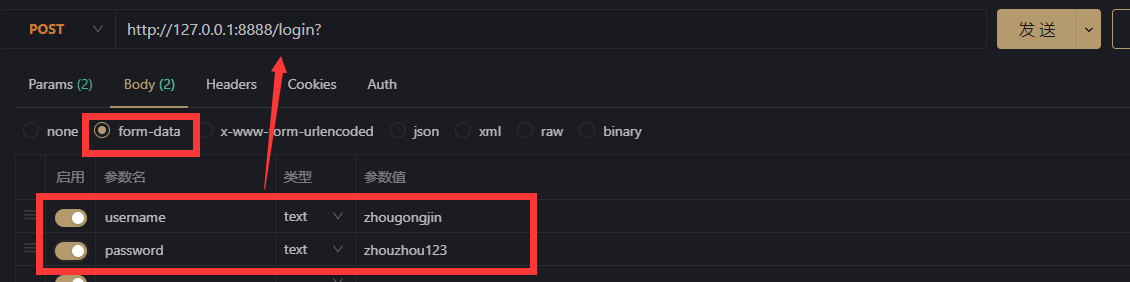 POST http://127.0.0.1:8888/login? 发 送
Params (2) Body (2) Headers Cookies Auth
none form-data x-www-form-urlencoded json xml raw binary
启用 参数名 类型 参数值
username text zhougongjin
password text zhouzhou123